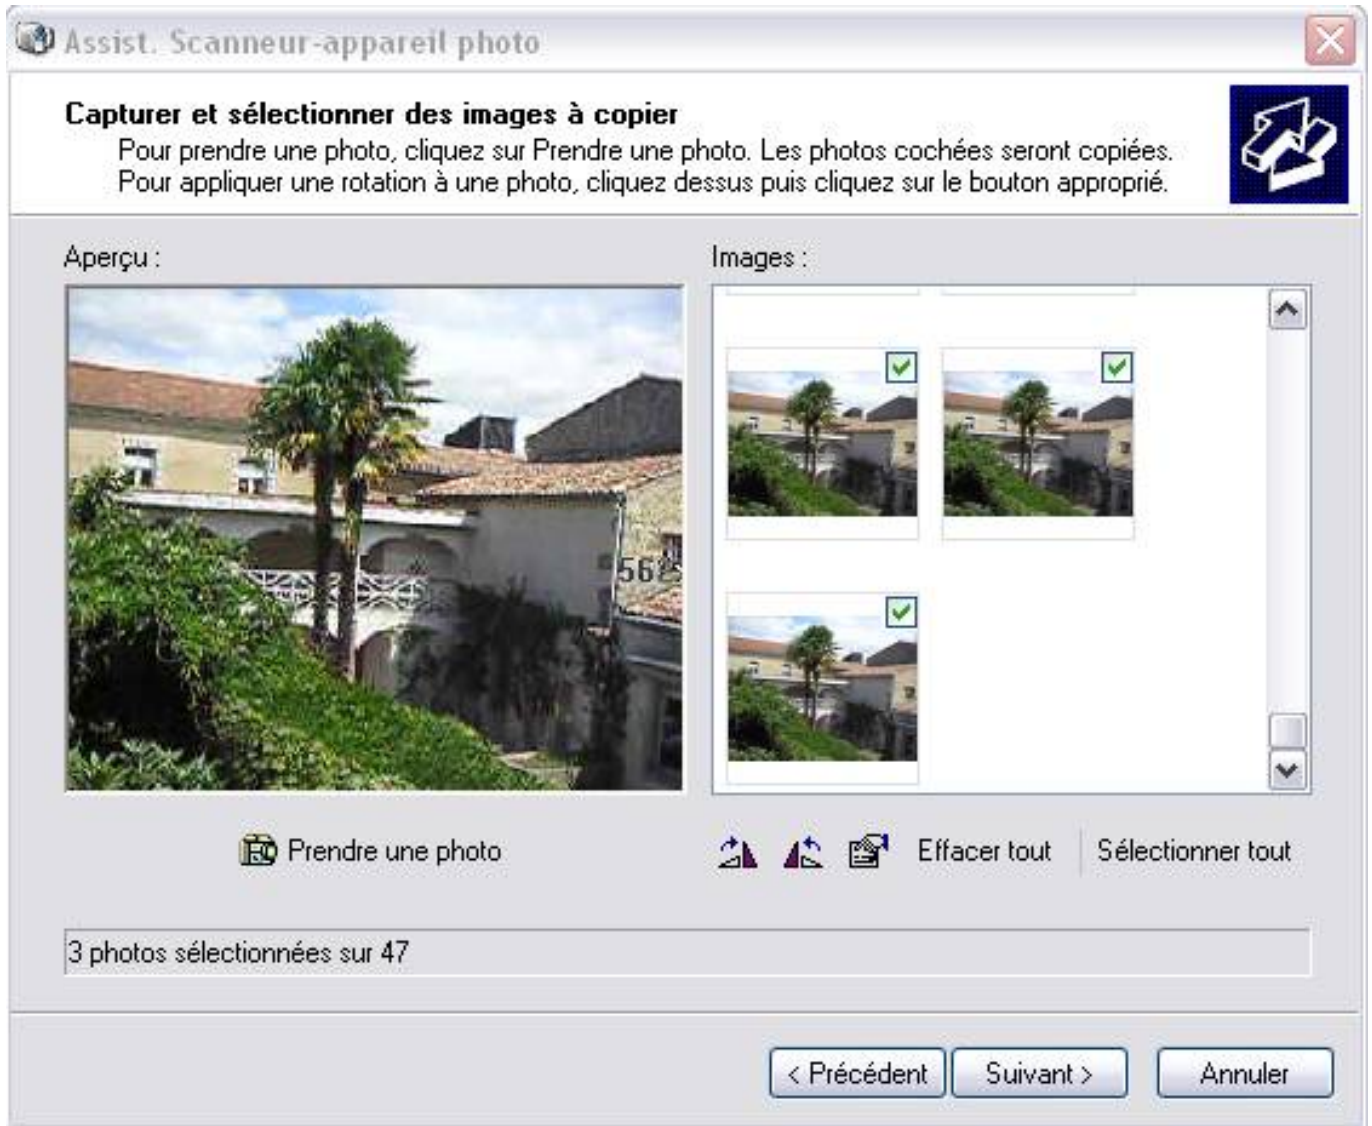 Assist. Scanneur-appareil photo
Capturer et sélectionner des images à copier
Pour prendre une photo, cliquez sur Prendre une photo. Les photos cochées seront copiées.
Pour appliquer une rotation à une photo, cliquez dessus puis cliquez sur le bouton approprié.
Aperçu :
Images :
Prendre une photo
Effacer tout
Sélectionner tout
3 photos sélectionnées sur 47
< Précédent
Suivant >
Annuler